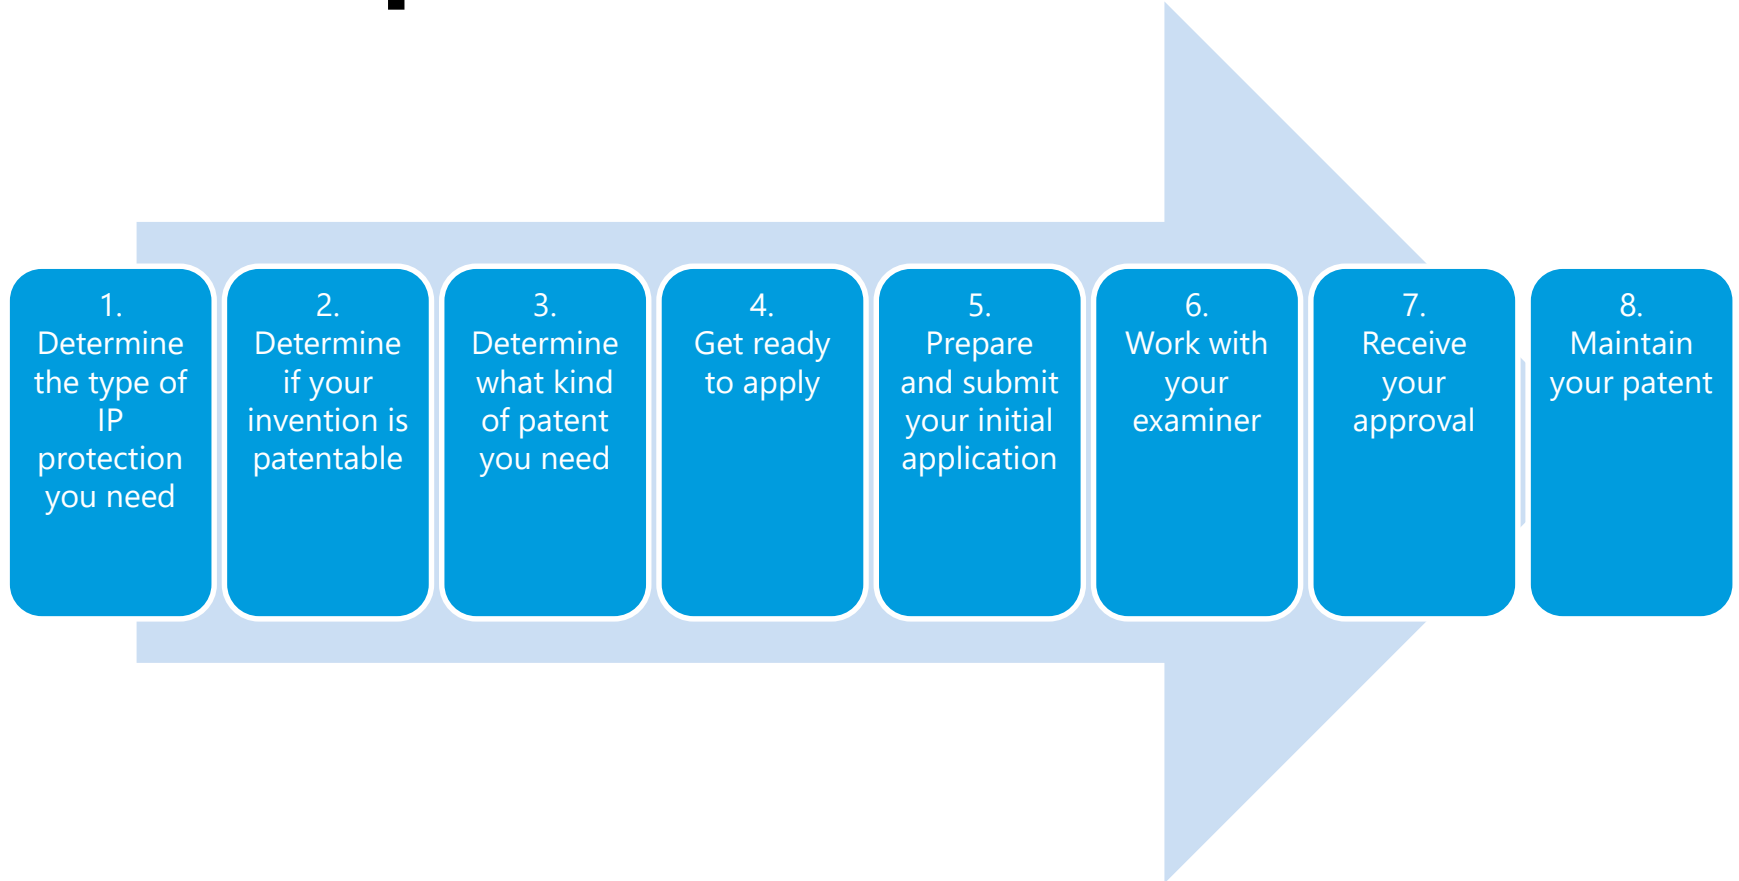 1.
Determine
the type of
IP
protection
you need
2.
Determine
if your
invention is
patentable
3.
Determine
what kind
of patent
you need
4.
Get ready
to apply
5.
Prepare
and submit
your initial
application
6.
Work with
your
examiner
7.
Receive
your
approval
8.
Maintain
your patent